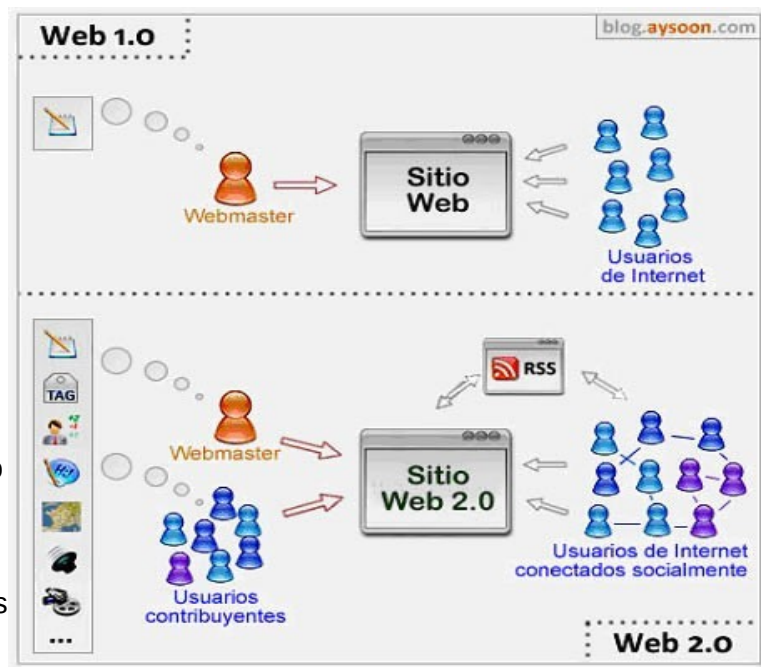 Web 1.0
blog.aysoon.com
Sitio
Web
Webmaster
Usuarios
de Internet
TAG
RSS
Webmaster
Sitio
Web 2.0
Usuarios
contribuyentes
Usuarios de Internet
conectados socialmente
...
Web 2.0